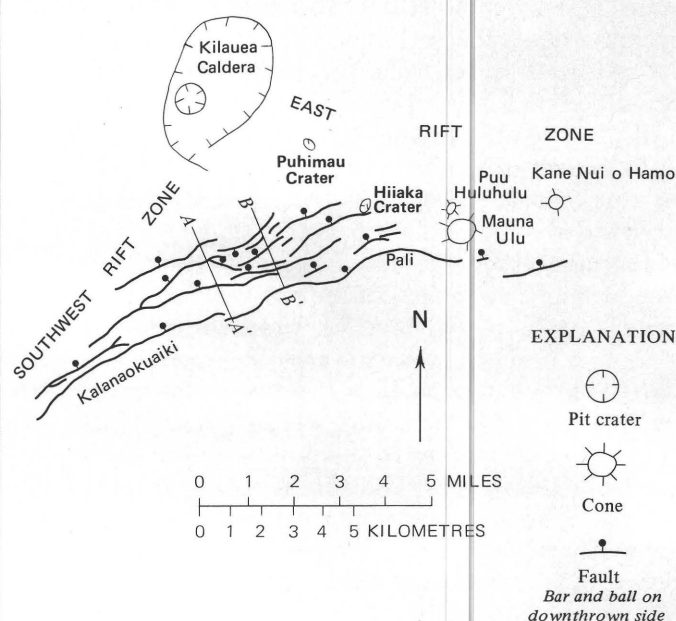 Kilauea
Caldera
EAST
RIFT
ZONE
Puhimau
Crater
Hiiaka
Crater
Puu
Huluhulu
Kane Nui o Hamo
Mauna
Ulu
SOUTHWEST RIFT ZONE
A
B
Pali
B'
A
Kalanaokuaiki
N
EXPLANATION
Pit crater
Cone
Fault
Bar and ball on
downthrown side
0 1 2 3 4 5 MILES
0 1 2 3 4 5 KILOMETRES